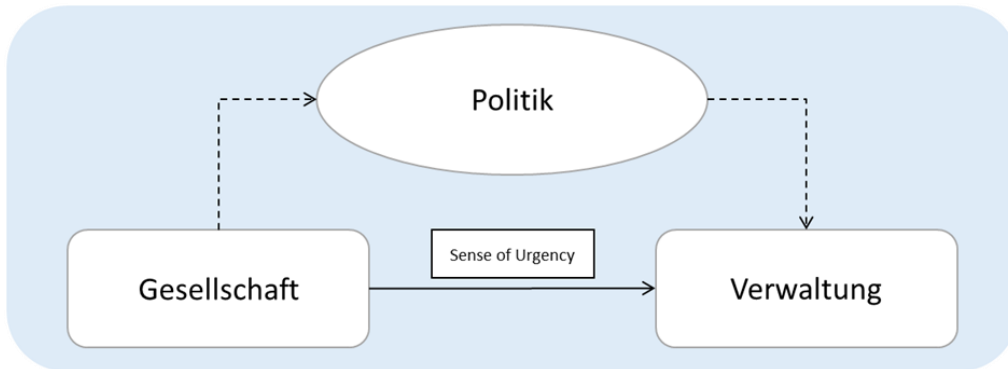 Politik
Sense of Urgency
Gesellschaft
Verwaltung